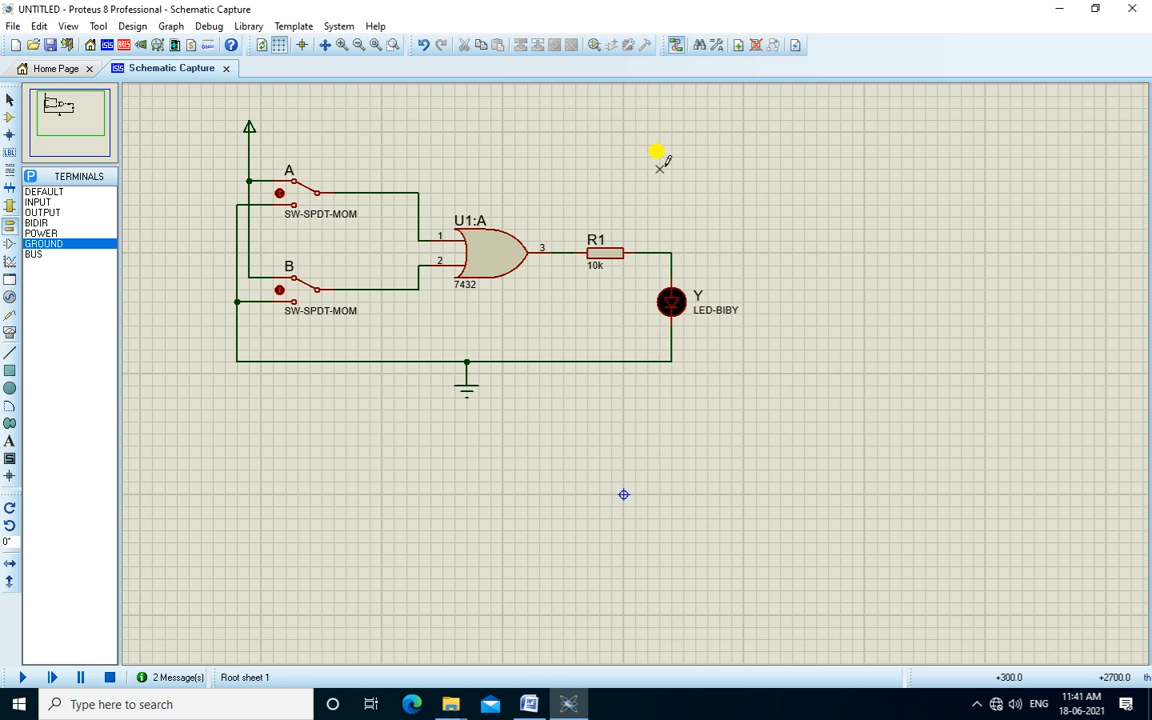 UNTITLED - Proteus 8 Professional - Schematic Capture
File Edit View Tool Design Graph Debug Library Template System Help
Home Page Schematic Capture
P TERMINALS
DEFAULT
INPUT
OUTPUT
BIDIR
POWER
GROUND
BUS
LBL
A
0°
A
SW-SPDT-MOM
B
SW-SPDT-MOM
U1:A
1
2
3
7432
R1
10k
Y
LED-BIBY
2 Message(s) Root sheet 1 +300.0 +2700.0 th
Type here to search
ENG
11:41 AM
18-06-2021